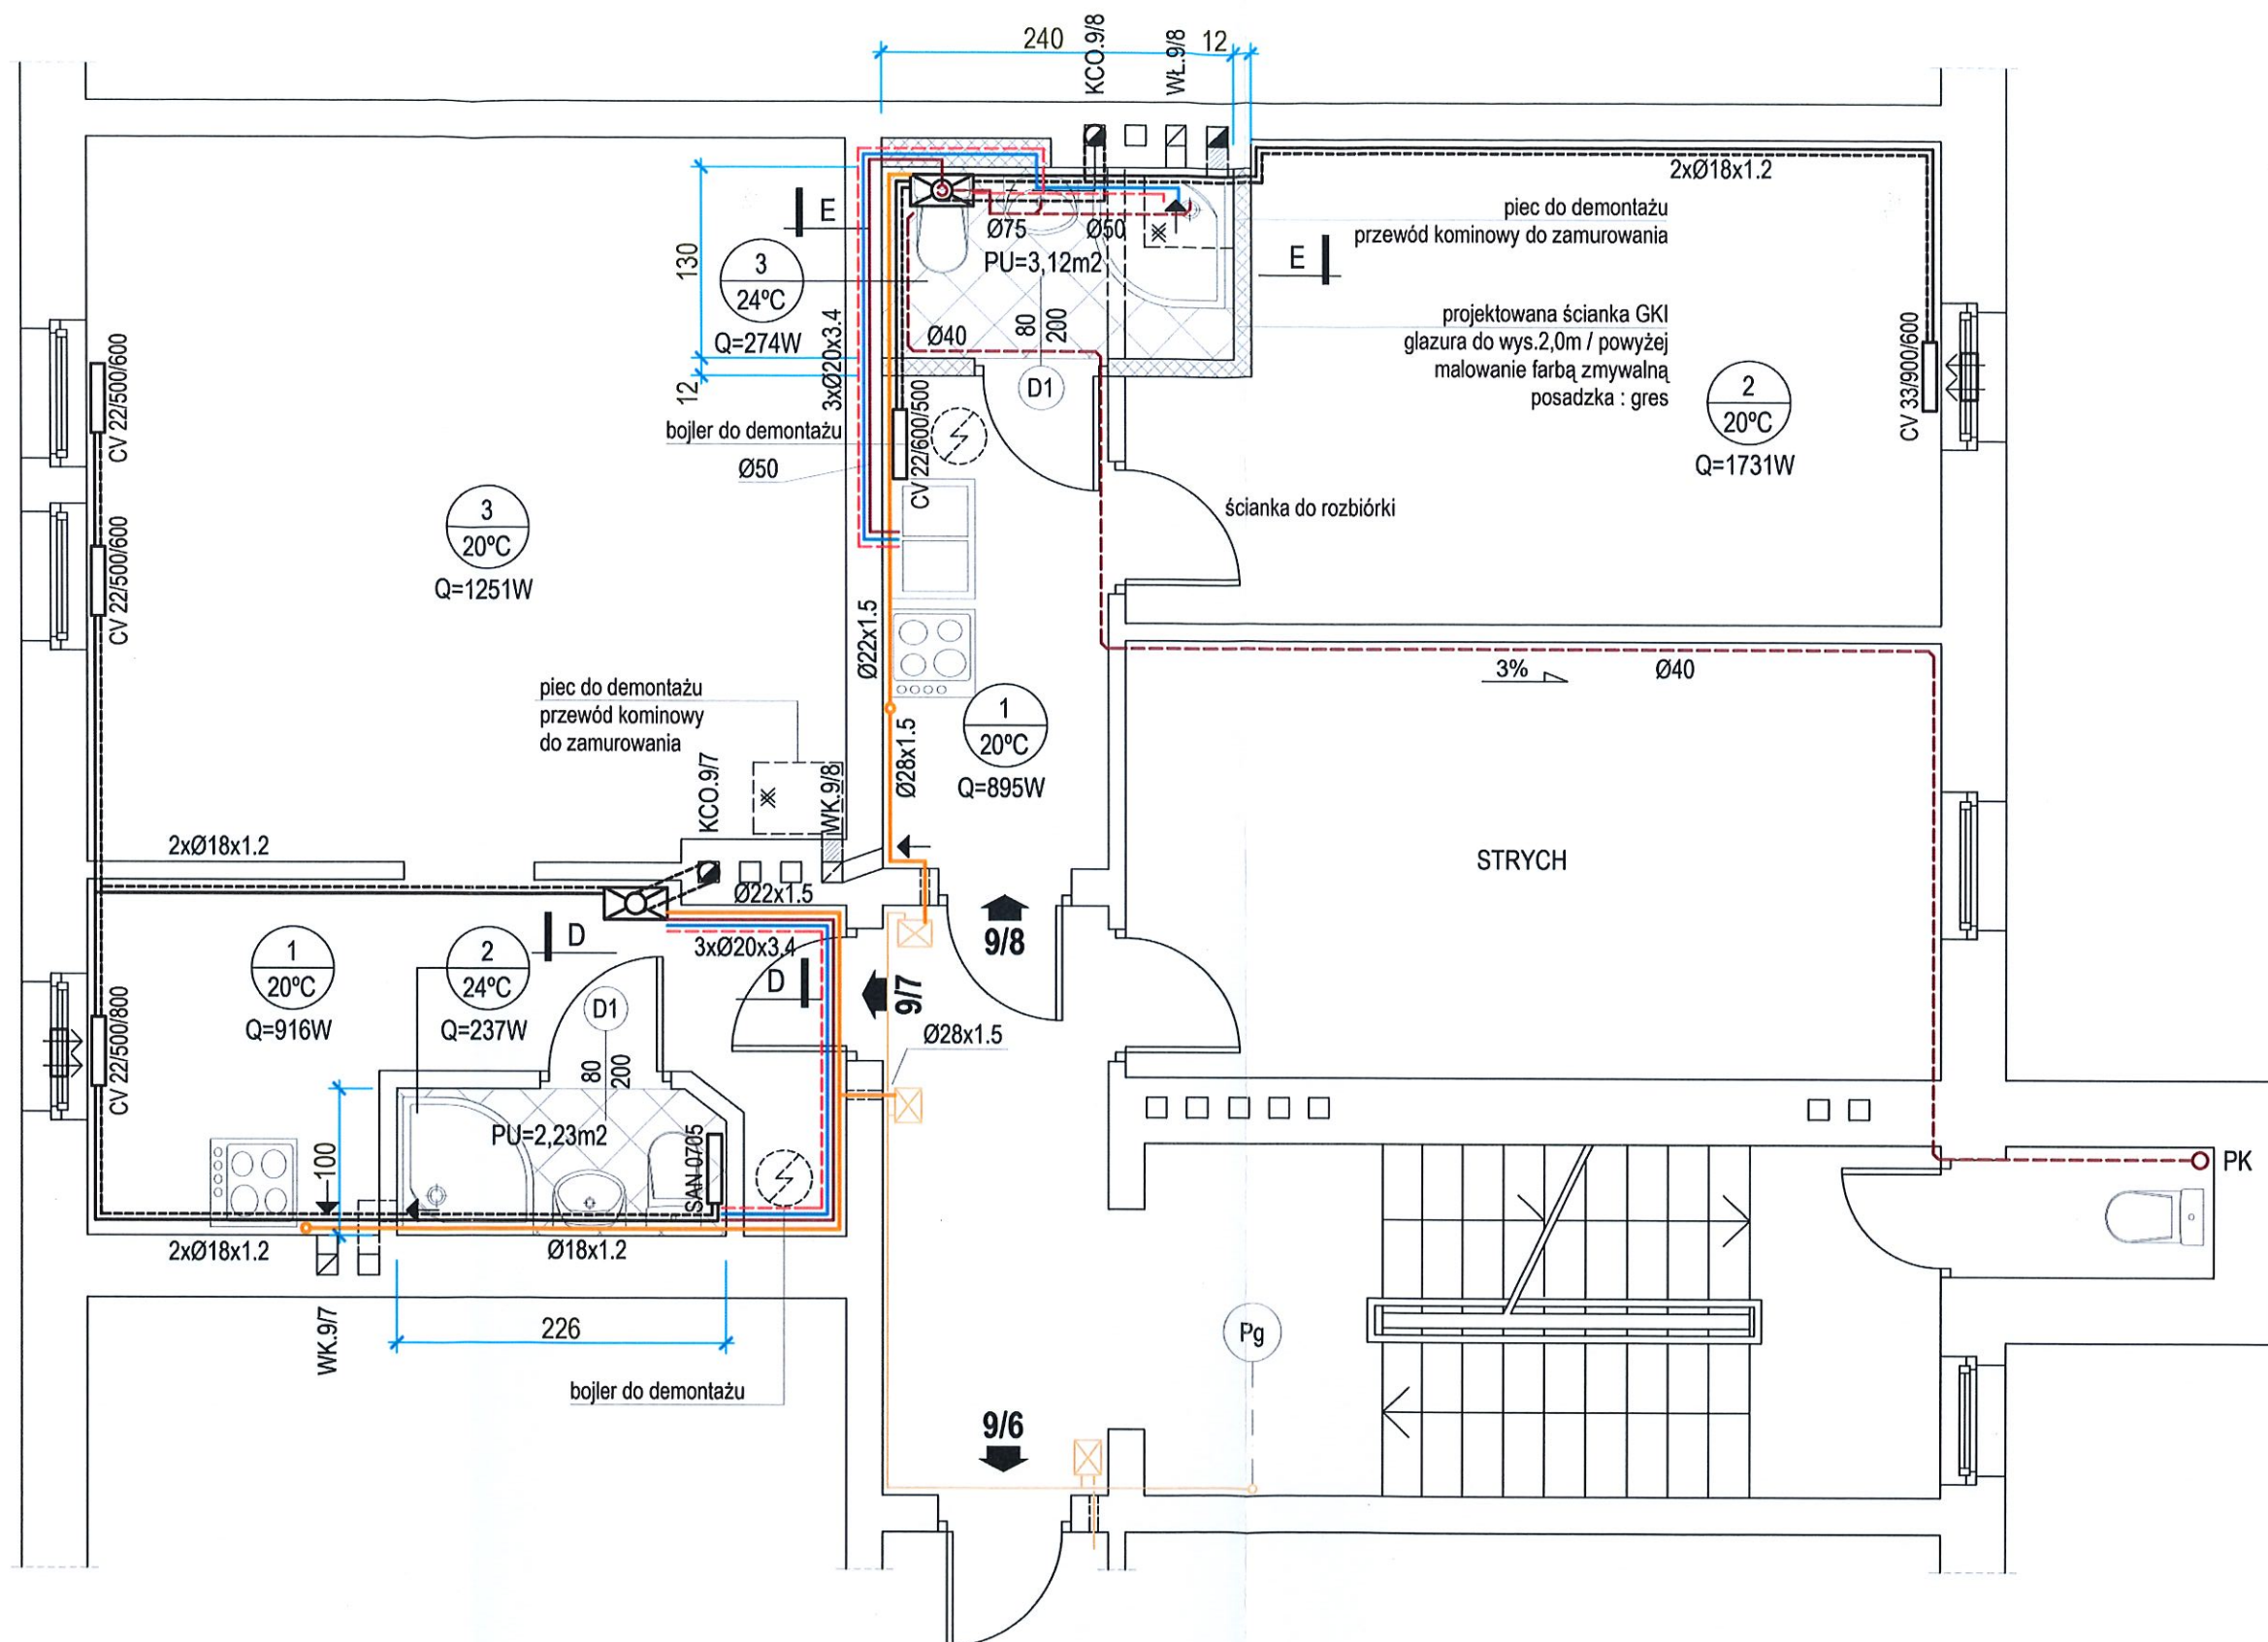 240
12
KCO.9/8
WŁ.9/8
2xØ18x1.2
piec do demontażu
przewód kominowy do zamurowania
E
E
Ø75
Ø50
PU=3,12m2
130
12
3
24ºC
Q=274W
3xØ20x3.4
Ø40
80
200
D1
projektowana ścianka GKI
glazura do wys.2,0m / powyżej
malowanie farbą zmywalną
posadzka : gres
2
20ºC
Q=1731W
CV 33/900/600
CV 22/500/600
CV 22/500/600
bojler do demontażu
Ø50
CV 22/600/500
ścianka do rozbiórki
3
20ºC
Q=1251W
Ø22x1.5
3%
Ø40
piec do demontażu
przewód kominowy
do zamurowania
1
20ºC
Q=895W
Ø28x1.5
KCO.9/7
WK.9/8
2xØ18x1.2
STRYCH
Ø22x1.5
3xØ20x3.4
D
D
9/8
9/7
1
20ºC
Q=916W
2
24ºC
Q=237W
D1
80
200
Ø28x1.5
CV 22/500/800
100
PU=2,23m2
SAN 0705
PK
2xØ18x1.2
Ø18x1.2
WK.9/7
226
bojler do demontażu
Pg
9/6